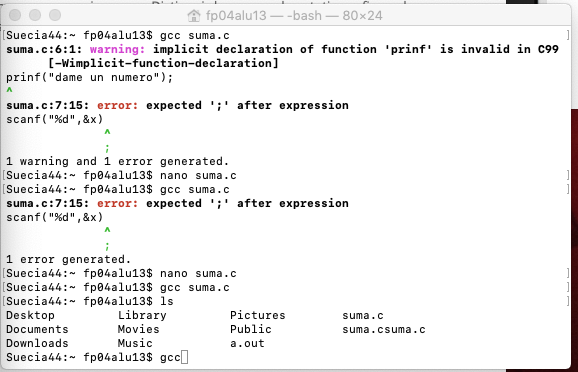 fp04alu13 — -bash — 80×24
[Suecia44:~ fp04alu13$ gcc suma.c ]
suma.c:6:1: warning: implicit declaration of function 'prinf' is invalid in C99
[-Wimplicit-function-declaration]
prinf("dame un numero");
^
suma.c:7:15: error: expected ';' after expression
scanf("%d",&x)
^
;
1 warning and 1 error generated.
[Suecia44:~ fp04alu13$ nano suma.c ]
[Suecia44:~ fp04alu13$ gcc suma.c ]
suma.c:7:15: error: expected ';' after expression
scanf("%d",&x)
^
;
1 error generated.
[Suecia44:~ fp04alu13$ nano suma.c ]
[Suecia44:~ fp04alu13$ gcc suma.c ]
[Suecia44:~ fp04alu13$ ls ]
Desktop Library Pictures suma.c
Documents Movies Public suma.csuma.c
Downloads Music a.out
Suecia44:~ fp04alu13$ gcc